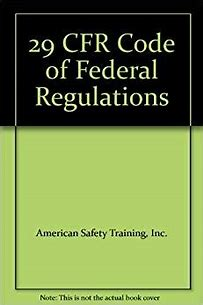 29 CFR Code
of Federal
Regulations
American Safety Training, Inc.
Note: This is not the actual book cover